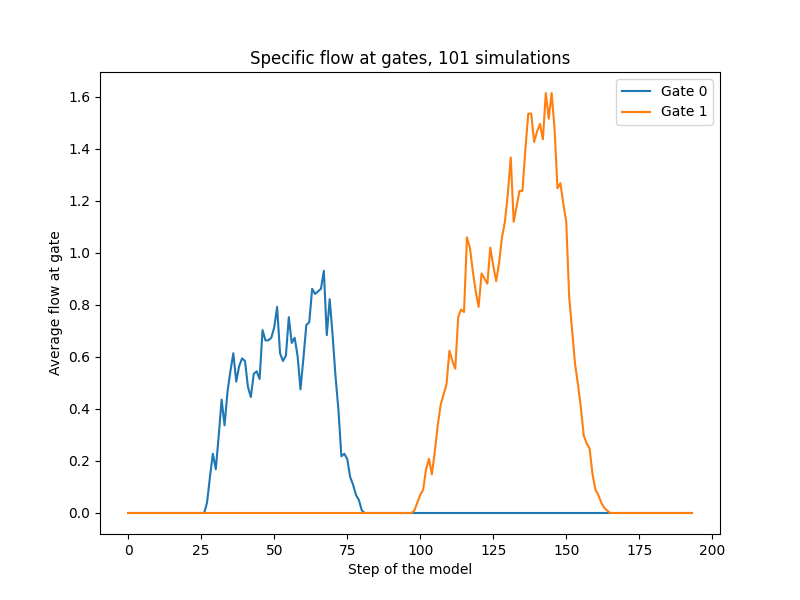 Specific flow at gates, 101 simulations
Gate 0
Gate 1
Average flow at gate
1.6
1.4
1.2
1.0
0.8
0.6
0.4
0.2
0.0
0 25 50 75 100 125 150 175 200
Step of the model